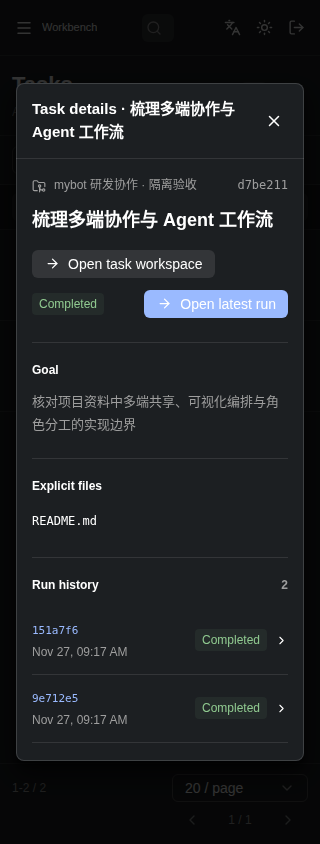 Workbench
Tasks
Task details · 梳理多端协作与
Agent 工作流
mybot 研发协作 · 隔离验收
d7be211
梳理多端协作与 Agent 工作流
Open task workspace
Completed
Open latest run
Goal
核对项目资料中多端共享、可视化编排与角
色分工的实现边界
Explicit files
README.md
Run history
2
151a7f6
Completed
Nov 27, 09:17 AM
9e712e5
Completed
Nov 27, 09:17 AM
1-2 / 2
20 / page
1 / 1